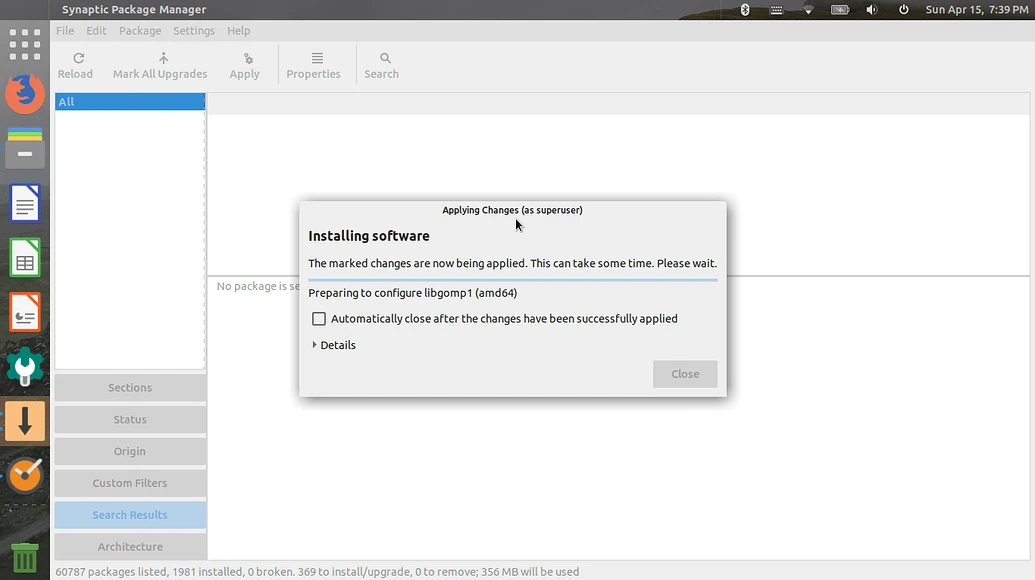 Synaptic Package Manager
Sun Apr 15, 7:39 PM
File Edit Package Settings Help
Reload Mark All Upgrades Apply Properties Search
All
Applying Changes (as superuser)
Installing software
The marked changes are now being applied. This can take some time. Please wait.
No package is se
Preparing to configure libgomp1 (amd64)
Automatically close after the changes have been successfully applied
Details
Close
Sections
Status
Origin
Custom Filters
Search Results
Architecture
60787 packages listed, 1981 installed, 0 broken. 369 to install/upgrade, 0 to remove; 356 MB will be used